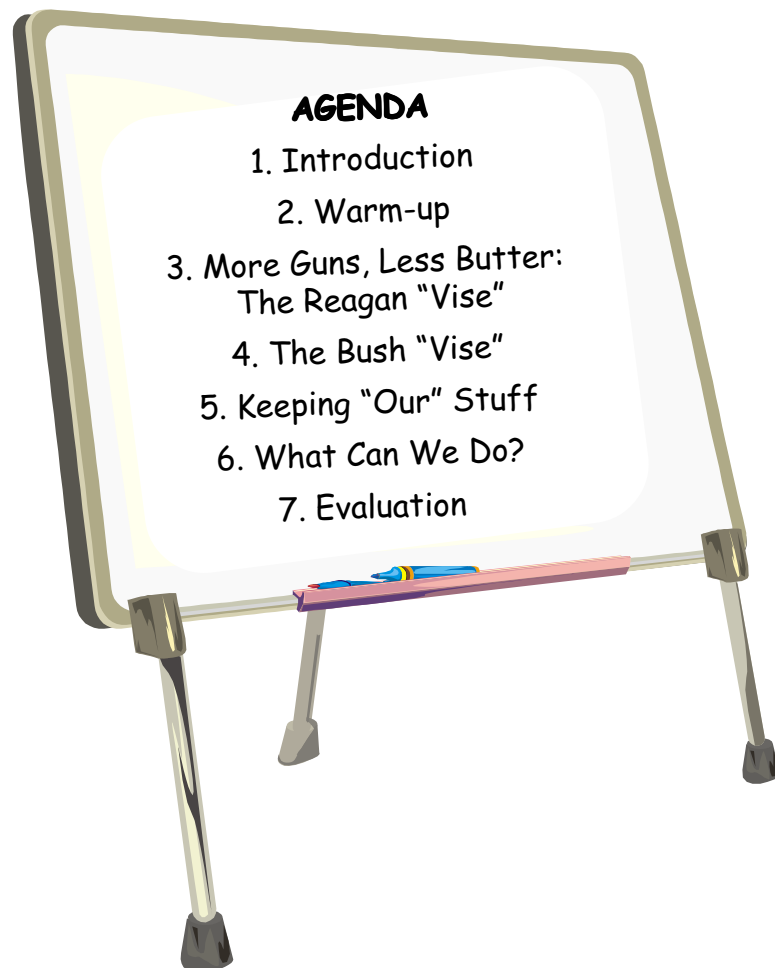 AGENDA
1. Introduction
2. Warm-up
3. More Guns, Less Butter:
The Reagan “Vise”
4. The Bush “Vise”
5. Keeping “Our” Stuff
6. What Can We Do?
7. Evaluation